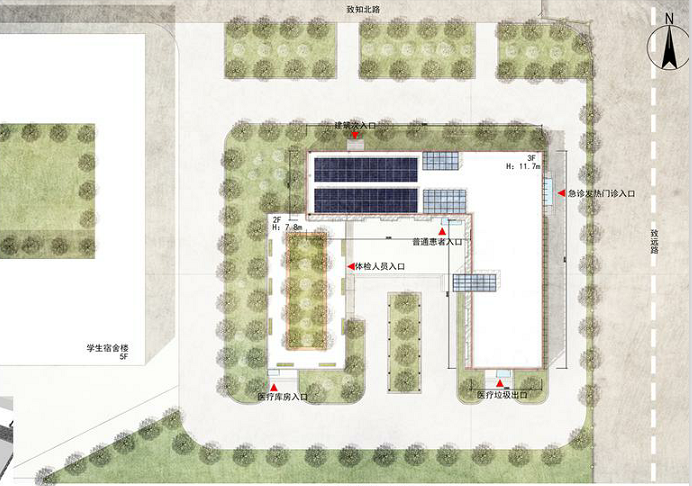 致知北路
N
建筑次入口
3F
H: 11.7m
急诊发热门诊入口
2F
H: 7.8m
普通患者入口
致远路
体检人员入口
学生宿舍楼
5F
医疗库房入口
医疗垃圾出口